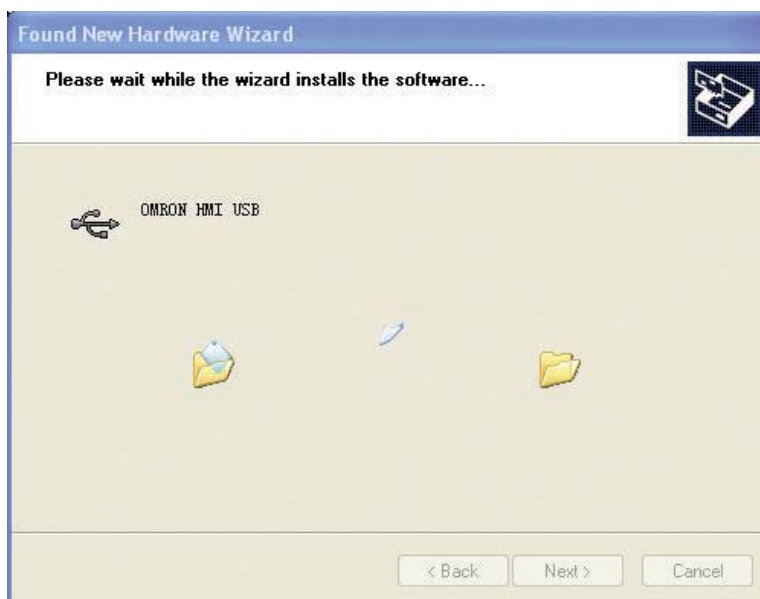 Found New Hardware Wizard
Please wait while the wizard installs the software...
OMRON HMI USB
< Back
Next >
Cancel